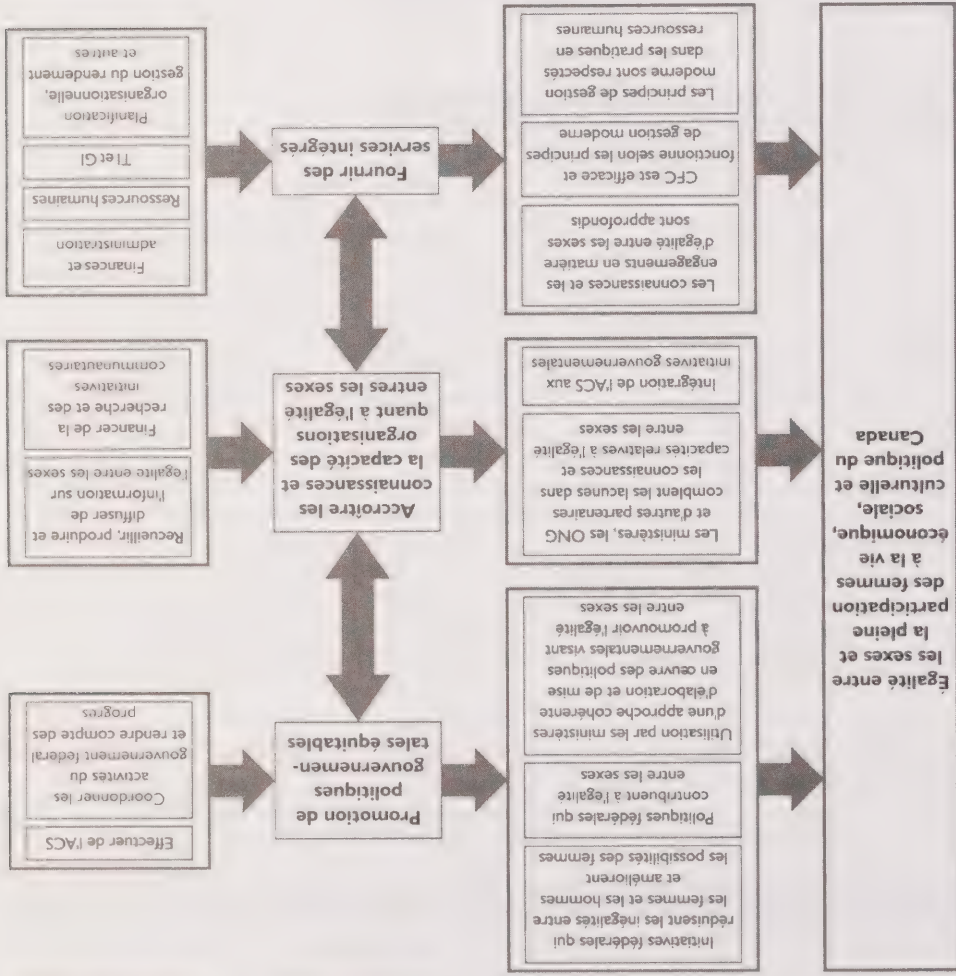 Égalité entre
les sexes et
la pleine
participation
des femmes
à la vie
économique,
sociale,
culturelle et
politique du
Canada
Initiatives fédérales qui
réduisent les inégalités entre
les femmes et les hommes
et améliorent
les possibilités des femmes
Politiques fédérales qui
contribuent à l'égalité
entre les sexes
Utilisation par les ministères
d'une approche cohérente
d'élaboration et de mise
en œuvre des politiques
gouvernementales visant
à promouvoir l'égalité
entre les sexes
Les ministères, les ONG
et d'autres partenaires
comblent les lacunes dans
les connaissances et
capacités relatives à l'égalité
entre les sexes
Intégration de l'ACS aux
initiatives gouvernementales
Les connaissances et les
engagements en matière
d'égalité entre les sexes
sont approfondis
CFC est efficace et
fonctionne selon les principes
de gestion moderne
Les principes de gestion
moderne sont respectés
dans les pratiques en
ressources humaines
Promotion de
politiques
gouvernemen-
tales équitables
Accroître les
connaissances et
la capacité des
organisations
quant à l'égalité
entres les sexes
Fournir des
services intégrés
Effectuer de l'ACS
Coordonner les
activités du
gouvernement fédéral
et rendre compte des
progrès
Recueillir, produire et
diffuser de
l'information sur
l'égalité entre les sexes
Financer de la
recherche et des
initiatives
communautaires
Finances et
administration
Ressources humaines
TI et GI
Planification
organisationnelle,
gestion du rendement
et autres